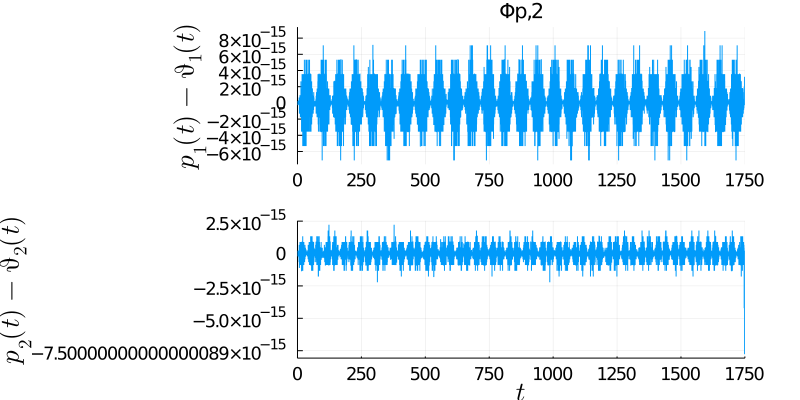 Φp,2
p₁(t) − ϑ₁(t)
8×10⁻¹⁵
6×10⁻¹⁵
4×10⁻¹⁵
2×10⁻¹⁵
0
−2×10⁻¹⁵
−4×10⁻¹⁵
−6×10⁻¹⁵
0 250 500 750 1000 1250 1500 1750
p₂(t) − ϑ₂(t)
2.5×10⁻¹⁵
0
−2.5×10⁻¹⁵
−5.0×10⁻¹⁵
−7.500000000000000089×10⁻¹⁵
0 250 500 750 1000 1250 1500 1750
t